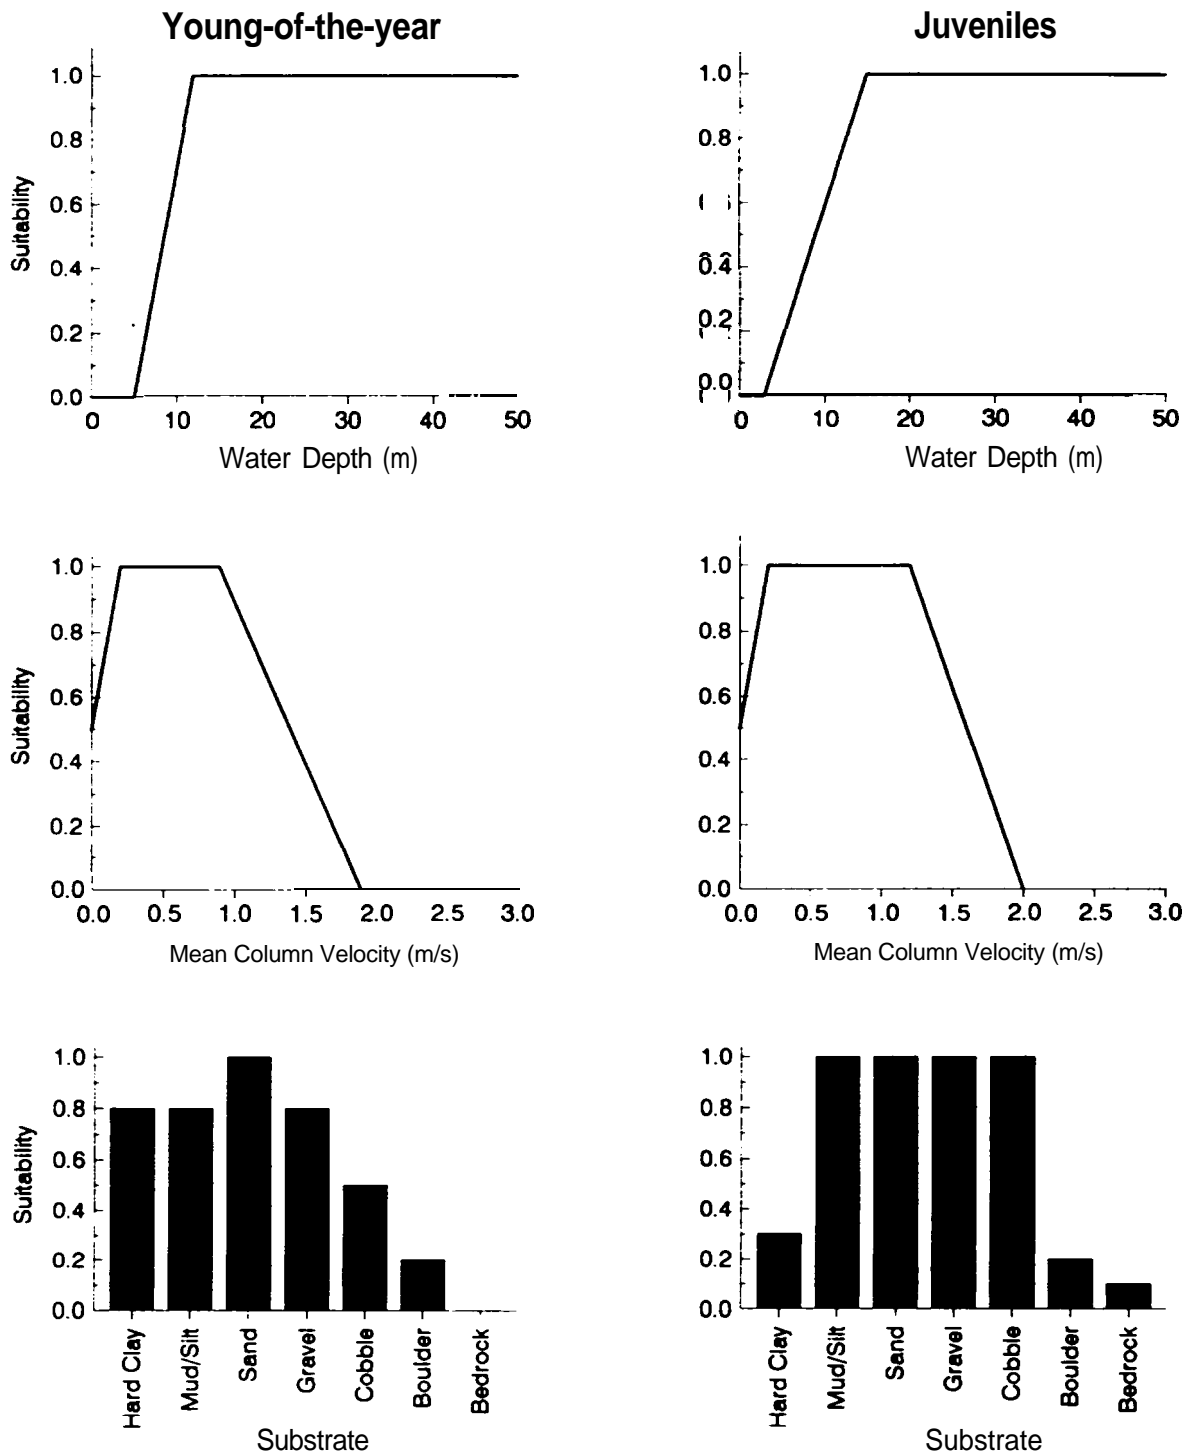 Young-of-the-year
1.0
0.8
0.6
0.4
0.2
0.0
Suitability
0 10 20 30 40 50
Water Depth (m)
Juveniles
1.0
0.8
0.4
0.2
0.0
0 10 20 30 40 50
Water Depth (m)
1.0
0.8
0.6
0.4
0.2
0.0
Suitability
0.0 0.5 1.0 1.5 2.0 2.5 3.0
Mean Column Velocity (m/s)
1.0
0.8
0.6
0.4
0.2
0.0
0.0 0.5 1.0 1.5 2.0 2.5 3.0
Mean Column Velocity (m/s)
1.0
0.8
0.6
0.4
0.2
0.0
Suitability
Hard Clay
Mud/Silt
Sand
Gravel
Cobble
Boulder
Bedrock
Substrate
1.0
0.8
0.6
0.4
0.2
0.0
Hard Clay
Mud/Silt
Sand
Gravel
Cobble
Boulder
Bedrock
Substrate